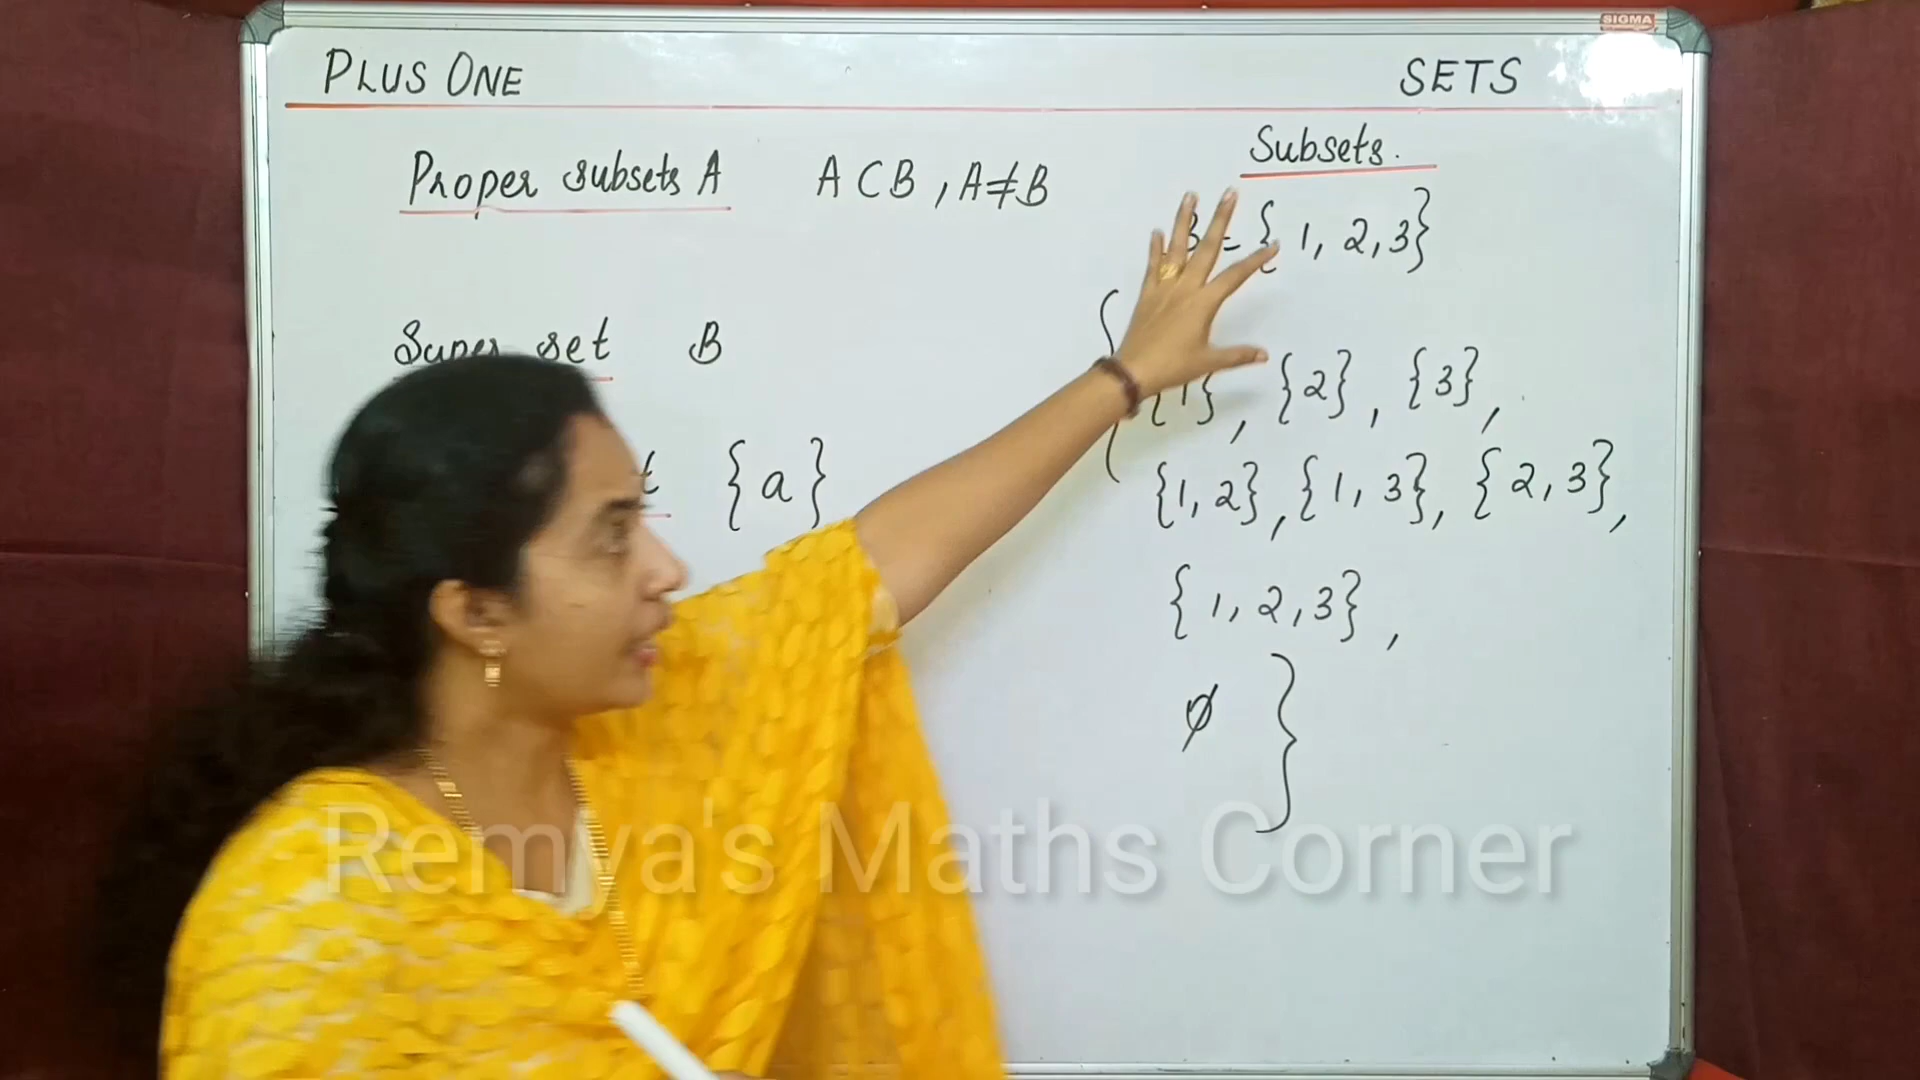 SIGMA
PLUS ONE SETS
Proper subsets A A ⊂ B , A ≠ B
Subsets.
B = { 1, 2, 3 }
Super set B
{1} , {2} , {3} ,
{ a }
{1, 2} , {1, 3} , { 2, 3} ,
{ 1, 2, 3} ,
ϕ }
Remya's Maths Corner